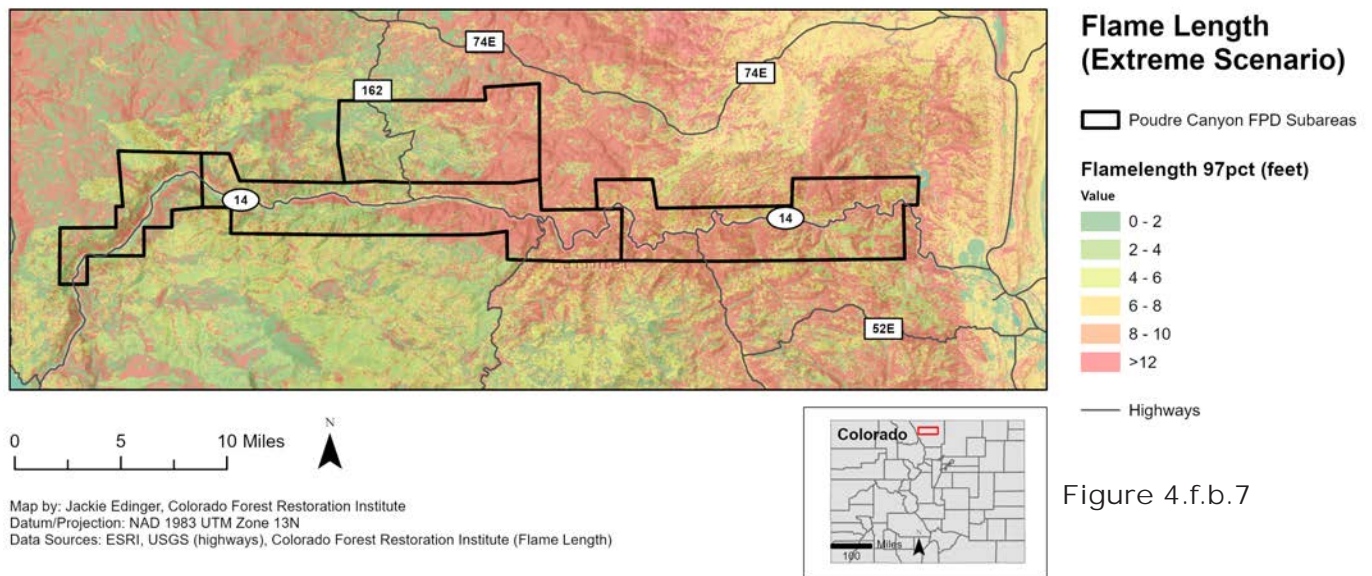 74E
74E
162
14
14
52E
Flame Length
(Extreme Scenario)
Poudre Canyon FPD Subareas
Flamelength 97pct (feet)
Value
0 - 2
2 - 4
4 - 6
6 - 8
8 - 10
>12
Highways
0 5 10 Miles
N
Map by: Jackie Edinger, Colorado Forest Restoration Institute
Datum/Projection: NAD 1983 UTM Zone 13N
Data Sources: ESRI, USGS (highways), Colorado Forest Restoration Institute (Flame Length)
Colorado
N
Miles
100
Figure 4.f.b.7